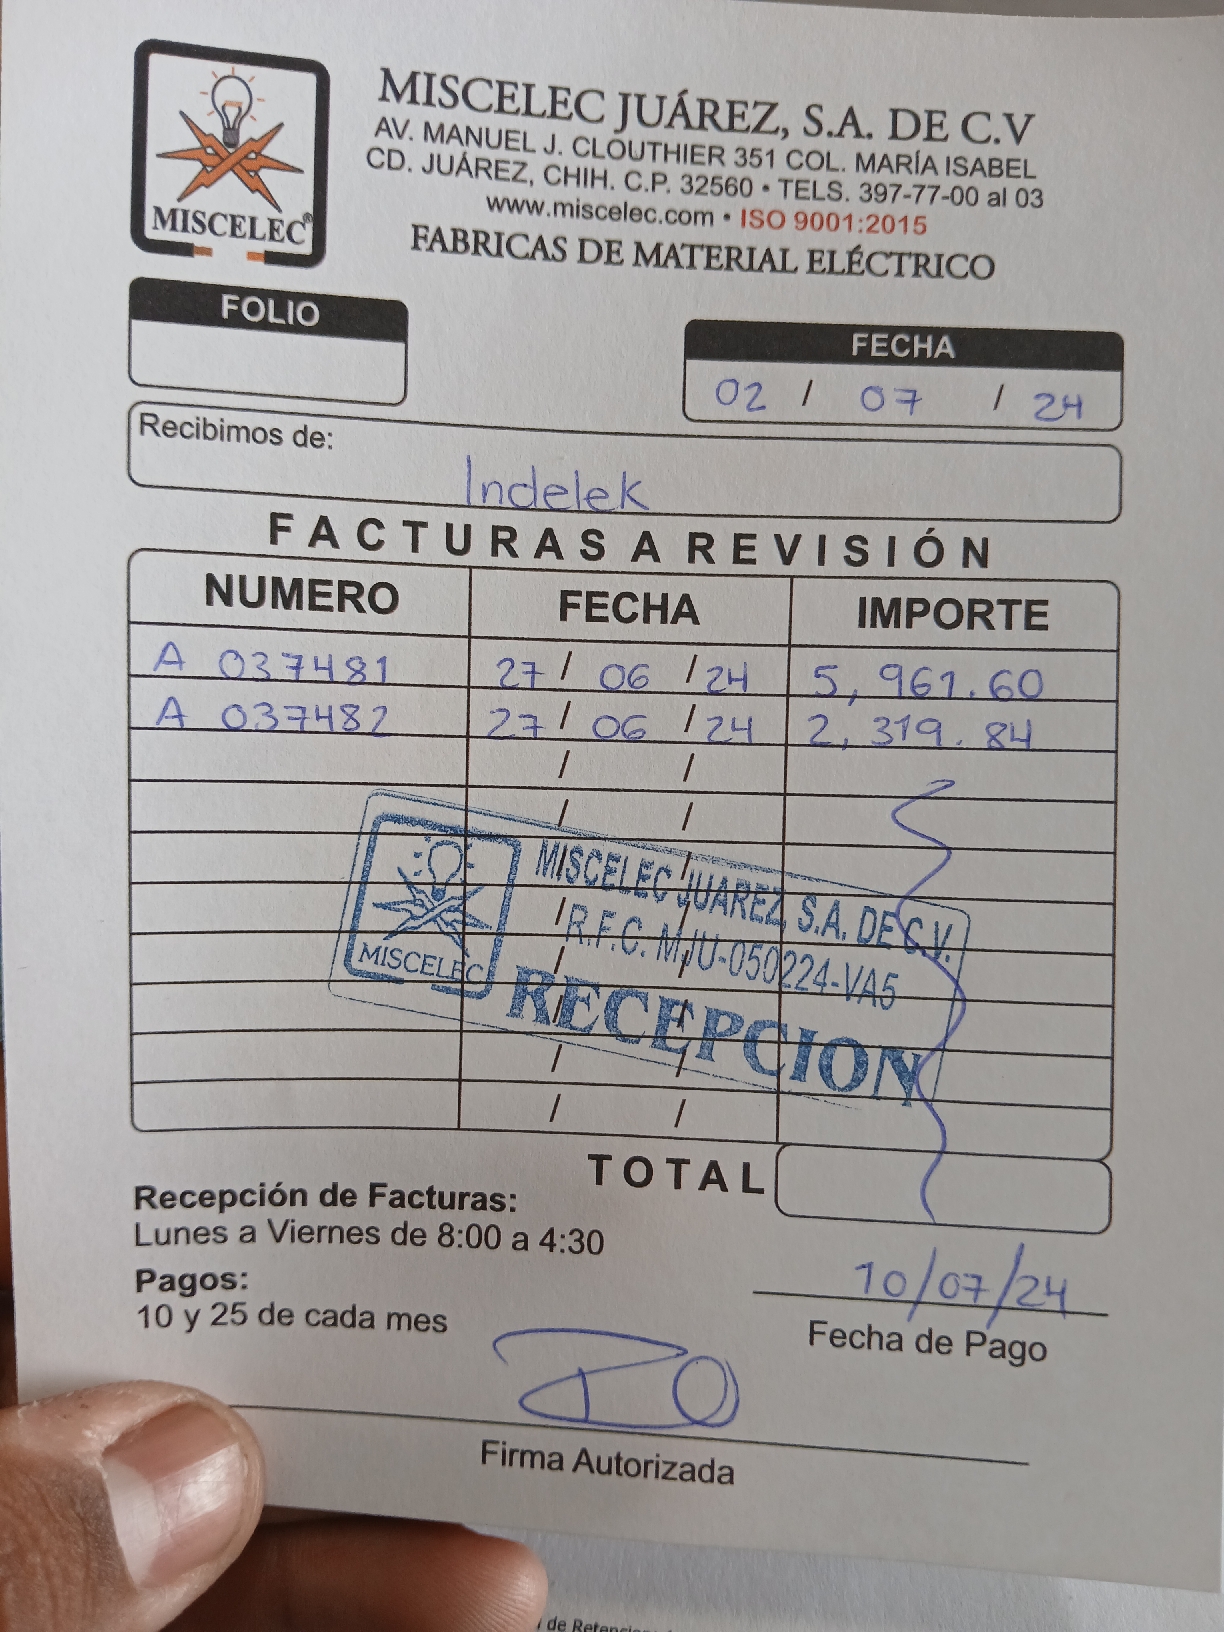 MISCELEC®
MISCELEC JUÁREZ, S.A. DE C.V
AV. MANUEL J. CLOUTHIER 351 COL. MARÍA ISABEL
CD. JUÁREZ, CHIH. C.P. 32560 • TELS. 397-77-00 al 03
www.miscelec.com • ISO 9001:2015
FABRICAS DE MATERIAL ELÉCTRICO
FOLIO
FECHA
02 / 07 / 24
Recibimos de:
Indelek
FACTURAS A REVISIÓN
NUMERO FECHA IMPORTE
A 037481 27 / 06 / 24 5,961.60
A 037482 27 / 06 / 24 2,319.84
/ /
/ /
/ /
/ /
/ /
/ /
/ /
/ /
MISCELEC
MISCELEC JUAREZ, S.A. DE C.V.
R.F.C. MJU-050224-VA5
RECEPCION
TOTAL
Recepción de Facturas:
Lunes a Viernes de 8:00 a 4:30
Pagos:
10 y 25 de cada mes
10/07/24
Fecha de Pago
Firma Autorizada
de